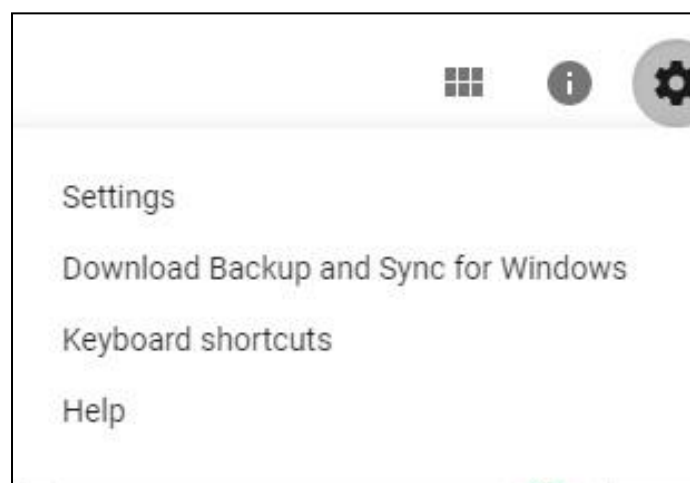 Settings
Download Backup and Sync for Windows
Keyboard shortcuts
Help